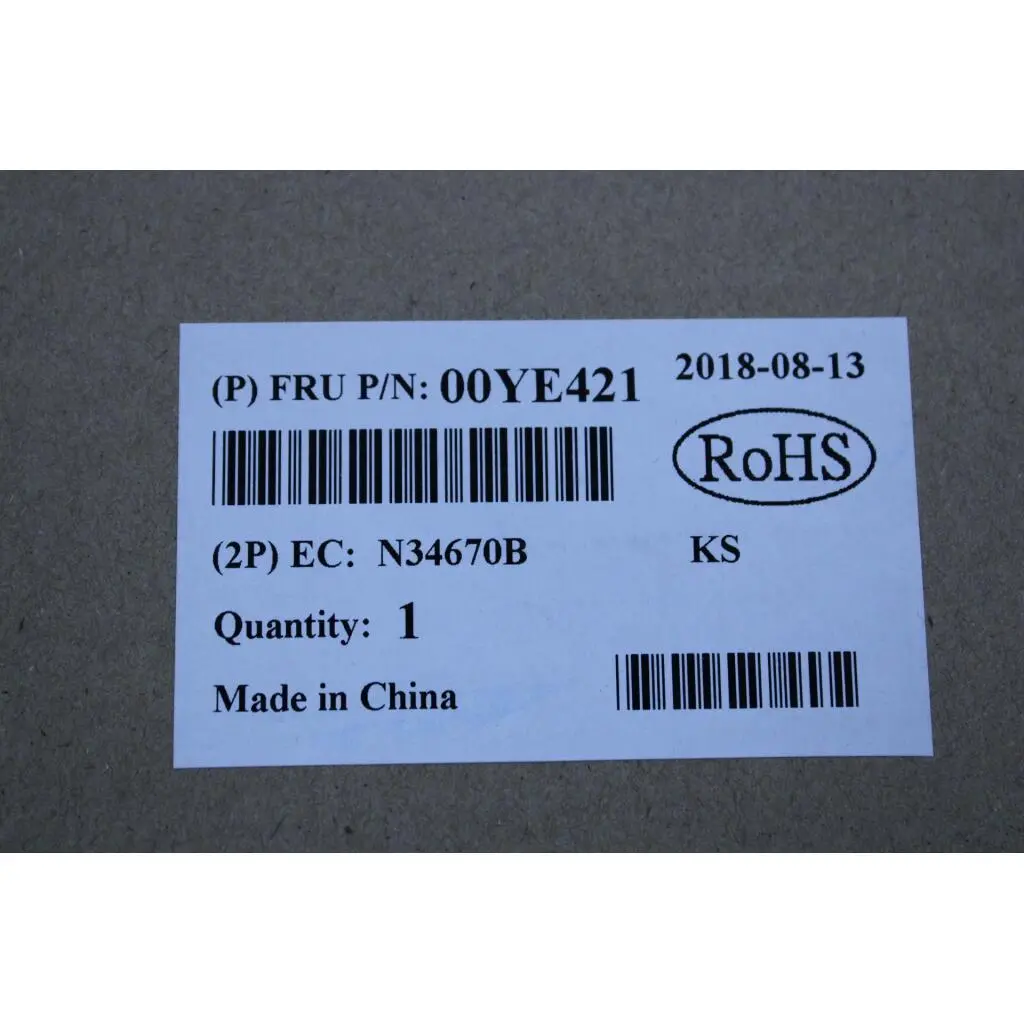 (P) FRU P/N: 00YE421
2018-08-13
RoHS
(2P) EC: N34670B
KS
Quantity: 1
Made in China